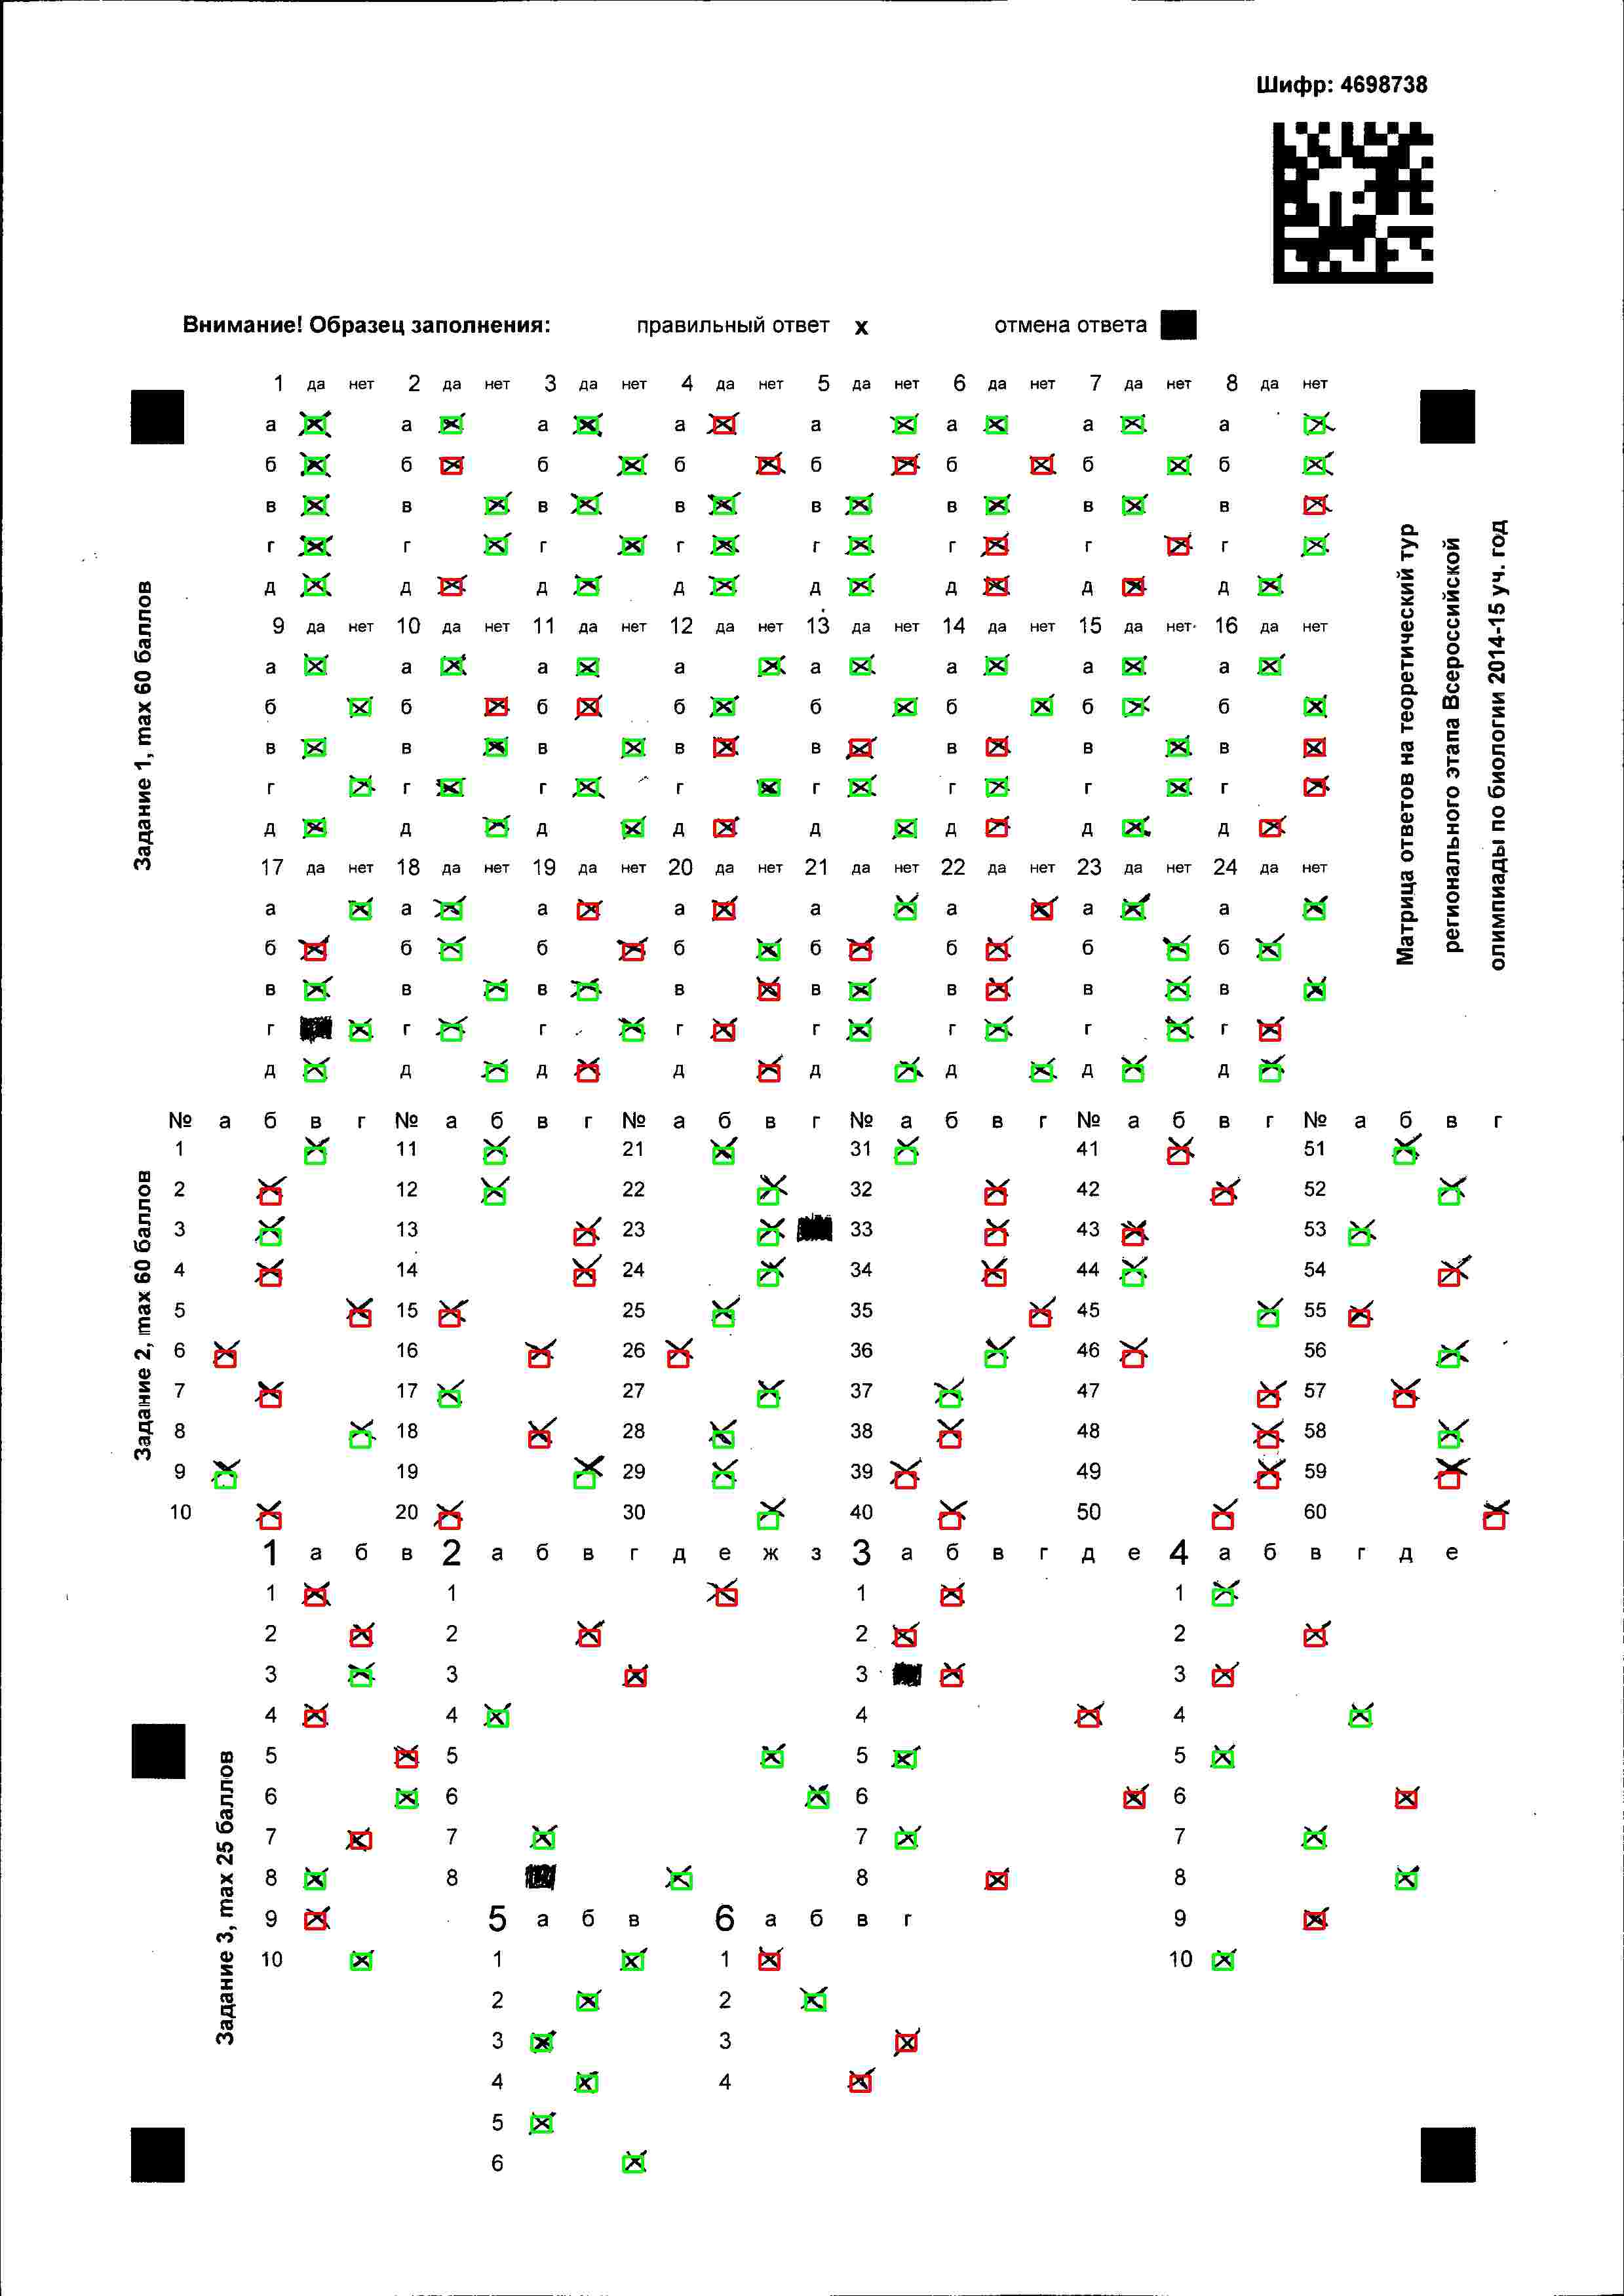 Шифр: 4698738
Внимание! Образец заполнения: правильный ответ x отмена ответа
1 да нет 2 да нет 3 да нет 4 да нет 5 да нет 6 да нет 7 да нет 8 да нет
а а а а а а а а
б б б б б б б б
в в в в в в в в
г г г г г г г г
д д д д д д д д
9 да нет 10 да нет 11 да нет 12 да нет 13 да нет 14 да нет 15 да нет 16 да нет
а а а а а а а а
б б б б б б б б
в в в в в в в в
г г г г г г г г
д д д д д д д д
17 да нет 18 да нет 19 да нет 20 да нет 21 да нет 22 да нет 23 да нет 24 да нет
а а а а а а а а
б б б б б б б б
в в в в в в в в
г г г г г г г г
д д д д д д д д
Задание 1, max 60 баллов
Матрица ответов на теоретический тур
регионального этапа Всероссийской
олимпиады по биологии 2014-15 уч. год
№ а б в г № а б в г № а б в г № а б в г № а б в г № а б в г
1 11 21 31 41 51
2 12 22 32 42 52
3 13 23 33 43 53
4 14 24 34 44 54
5 15 25 35 45 55
6 16 26 36 46 56
7 17 27 37 47 57
8 18 28 38 48 58
9 19 29 39 49 59
10 20 30 40 50 60
Задание 2, max 60 баллов
1 а б в 2 а б в г д е ж з 3 а б в г д е 4 а б в г д е
1 1 1 1
2 2 2 2
3 3 3 3
4 4 4 4
5 5 5 5
6 6 6 6
7 7 7 7
8 8 8 8
9 5 а б в 6 а б в г 9
10 1 1 10
2 2
3 3
4 4
5
6
Задание 3, max 25 баллов